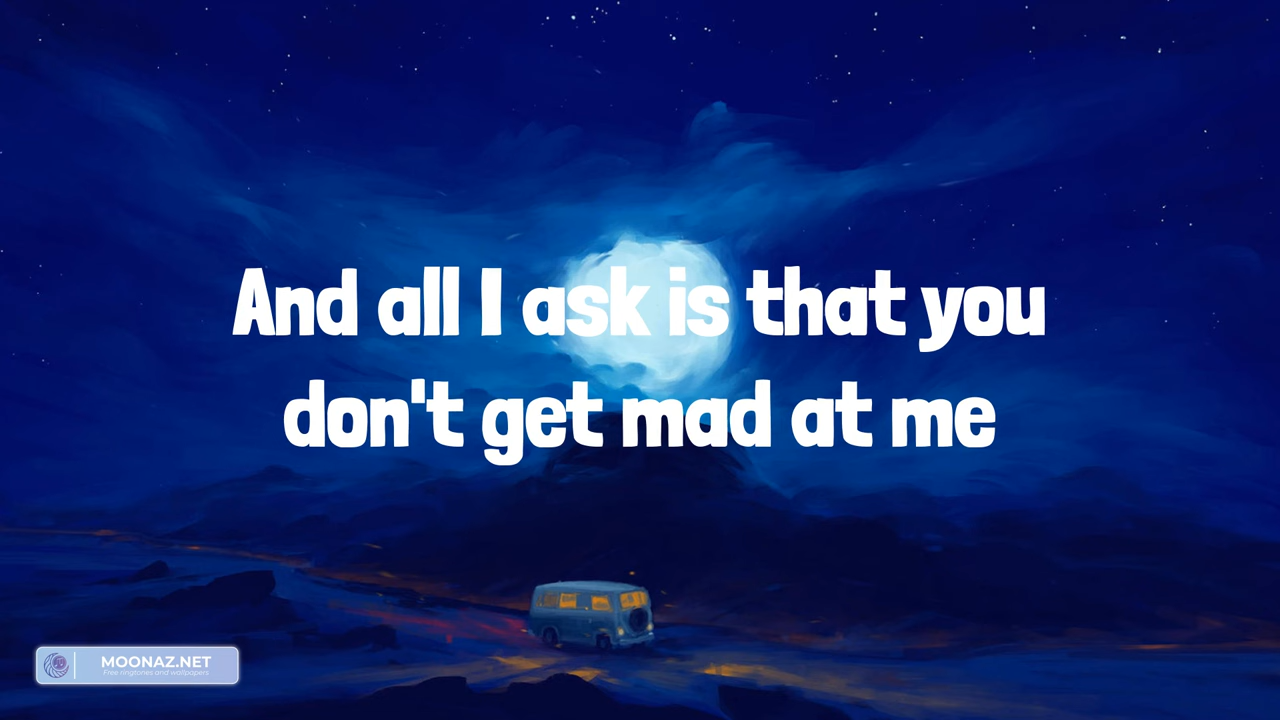 And all I ask is that you
don't get mad at me
MOONAZ.NET
Free ringtones and wallpapers